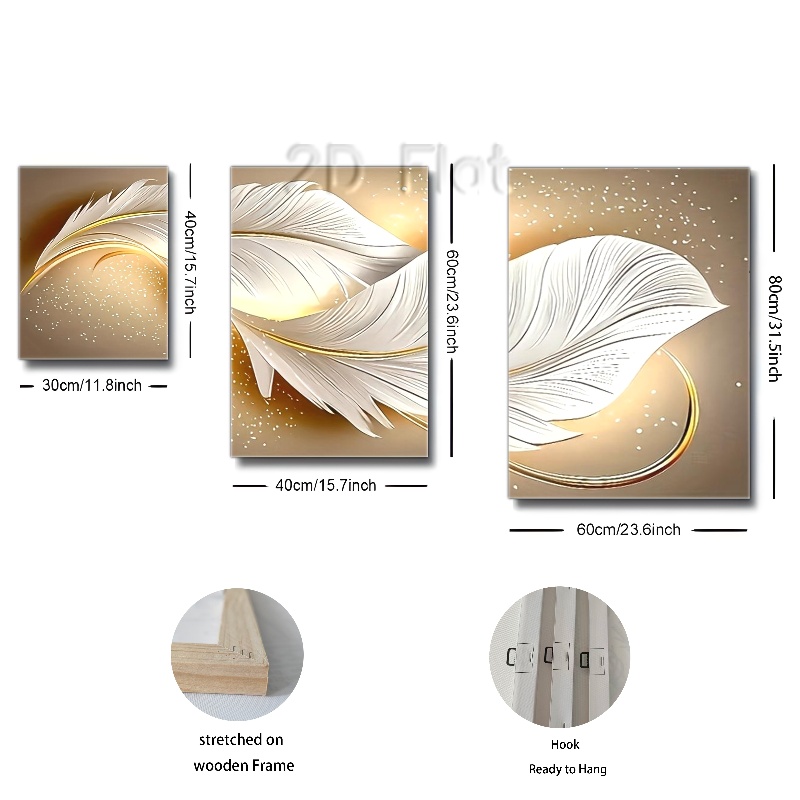 2D Flat
40cm/15.7inch
30cm/11.8inch
60cm/23.6inch
40cm/15.7inch
80cm/31.5inch
60cm/23.6inch
stretched on
wooden Frame
Hook
Ready to Hang